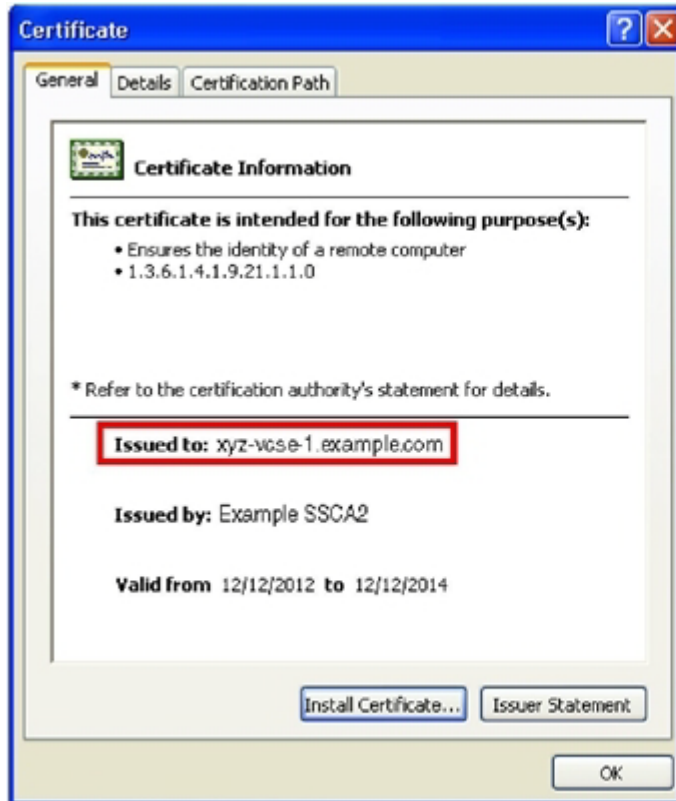 Certificate
General
Details
Certification Path
Certificate Information
This certificate is intended for the following purpose(s):
• Ensures the identity of a remote computer
• 1.3.6.1.4.1.9.21.1.1.0
* Refer to the certification authority's statement for details.
Issued to: xyz-vcse-1.example.com
Issued by: Example SSCA2
Valid from 12/12/2012 to 12/12/2014
Install Certificate...
Issuer Statement
OK